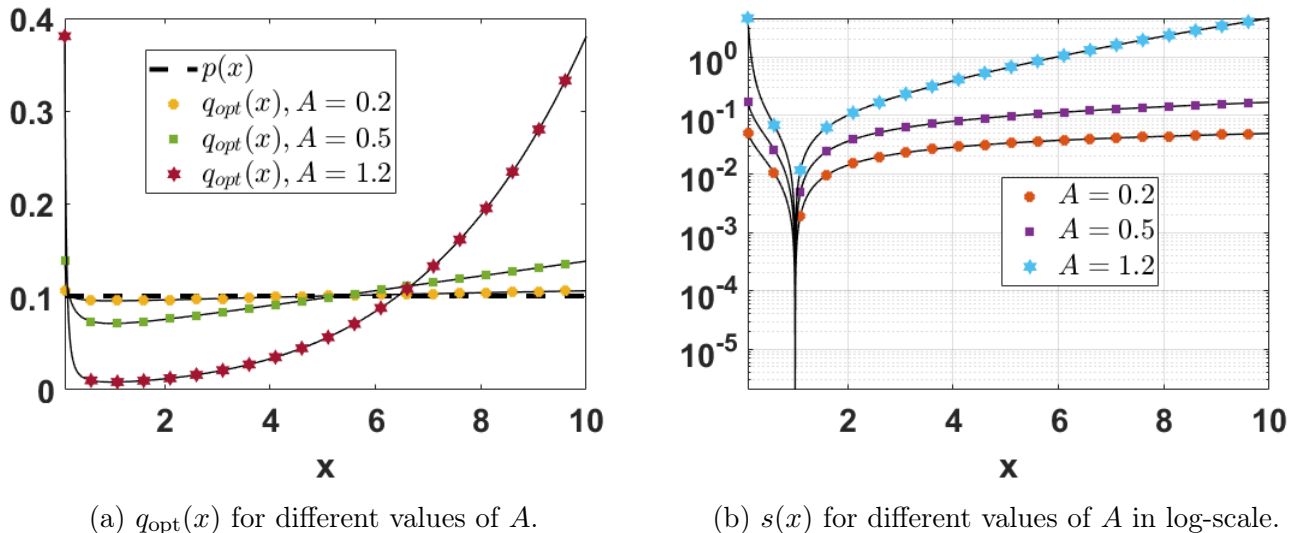 0.4
0.3
0.2
0.1
0
2
4
6
8
10
x
p(x)
q_opt(x), A = 0.2
q_opt(x), A = 0.5
q_opt(x), A = 1.2
(a) q_opt(x) for different values of A.
10^0
10^-1
10^-2
10^-3
10^-4
10^-5
2
4
6
8
10
x
A = 0.2
A = 0.5
A = 1.2
(b) s(x) for different values of A in log-scale.